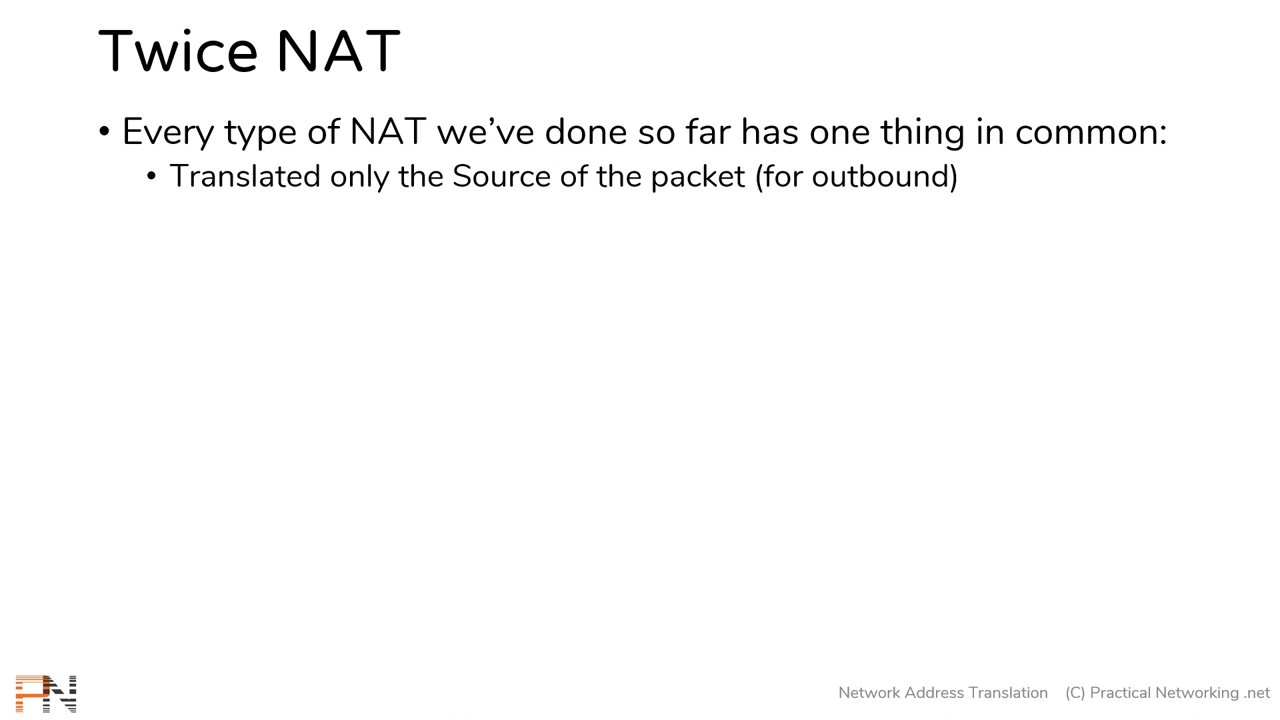 Twice NAT
• Every type of NAT we’ve done so far has one thing in common:
• Translated only the Source of the packet (for outbound)
PN
Network Address Translation (C) Practical Networking .net